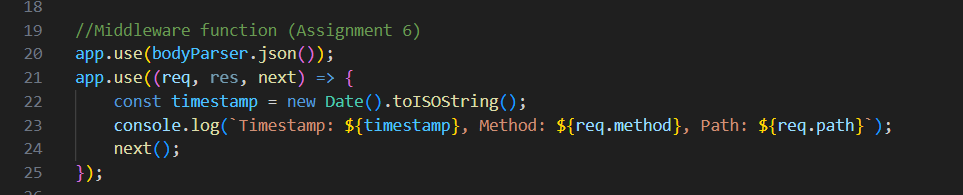 18
19 //Middleware function (Assignment 6)
20 app.use(bodyParser.json());
21 app.use((req, res, next) => {
22     const timestamp = new Date().toISOString();
23     console.log(`Timestamp: ${timestamp}, Method: ${req.method}, Path: ${req.path}`);
24     next();
25 });
26